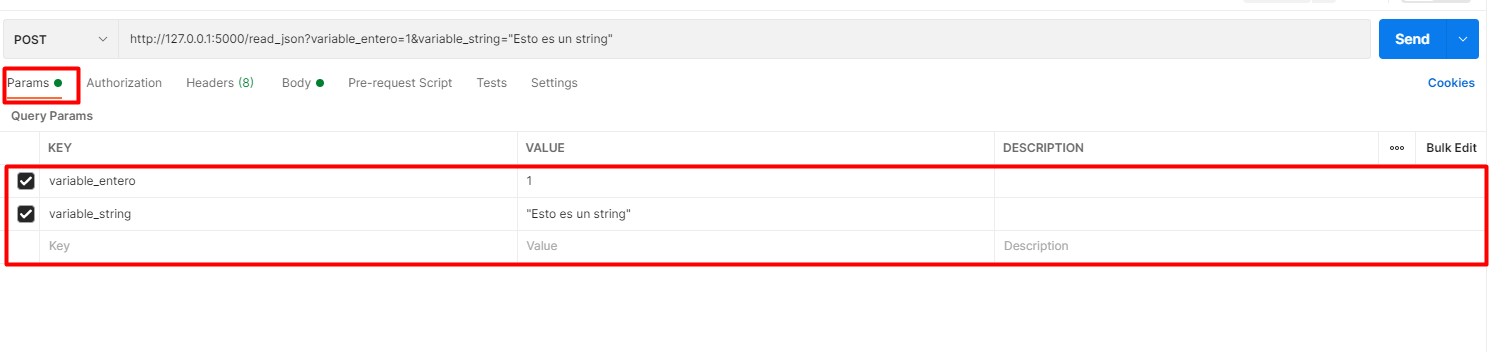 POST http://127.0.0.1:5000/read_json?variable_entero=1&variable_string="Esto es un string" Send
Params Authorization Headers (8) Body Pre-request Script Tests Settings Cookies
Query Params
KEY VALUE DESCRIPTION ooo Bulk Edit
variable_entero 1
variable_string "Esto es un string"
Key Value Description